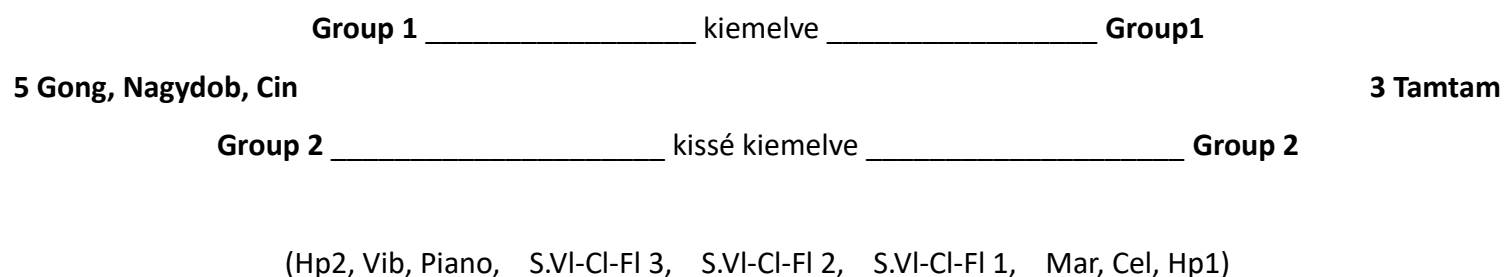 Group 1 _________________ kiemelve _________________ Group1
5 Gong, Nagydob, Cin 3 Tamtam
Group 2 _____________________ kissé kiemelve ____________________ Group 2
(Hp2, Vib, Piano, S.Vl-Cl-Fl 3, S.Vl-Cl-Fl 2, S.Vl-Cl-Fl 1, Mar, Cel, Hp1)